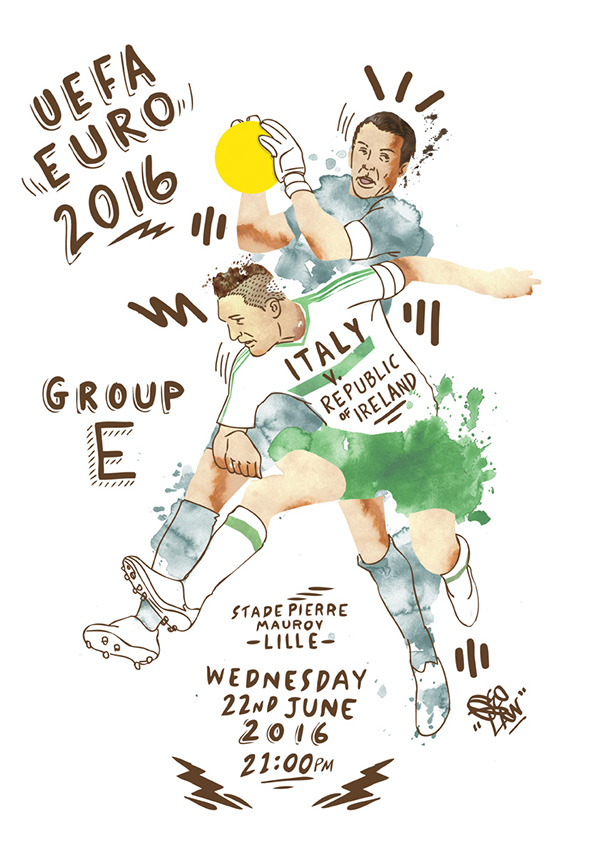 UEFA
EURO
2016
ITALY
V.
REPUBLIC
OF IRELAND
GROUP
E
STADE PIERRE
MAUROY
-LILLE-
WEDNESDAY
22ND JUNE
2016
21:00PM